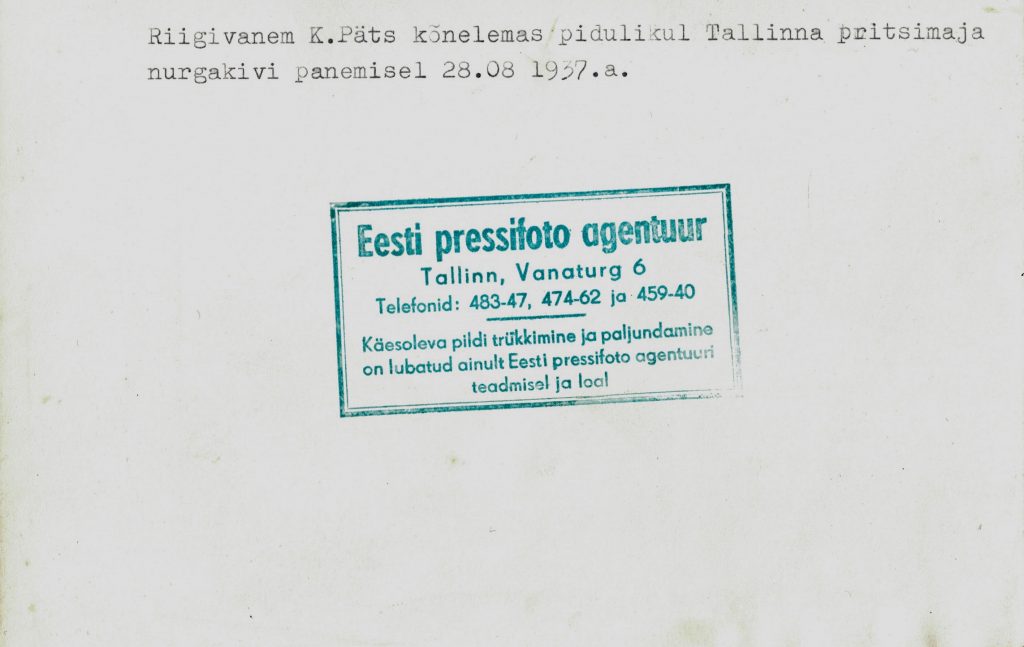 Riigivanem K.Päts kõnelemas pidulikul Tallinna pritsimaja
nurgakivi panemisel 28.08 1937.a.
Eesti pressifoto agentuur
Tallinn, Vanaturg 6
Telefonid: 483-47, 474-62 ja 459-40
Käesoleva pildi trükkimine ja paljundamine
on lubatud ainult Eesti pressifoto agentuuri
teadmisel ja loal